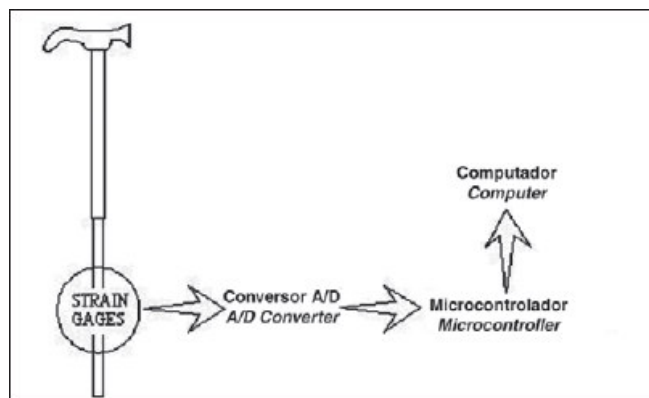 STRAIN
GAGES
Conversor A/D
A/D Converter
Microcontrolador
Microcontroller
Computador
Computer